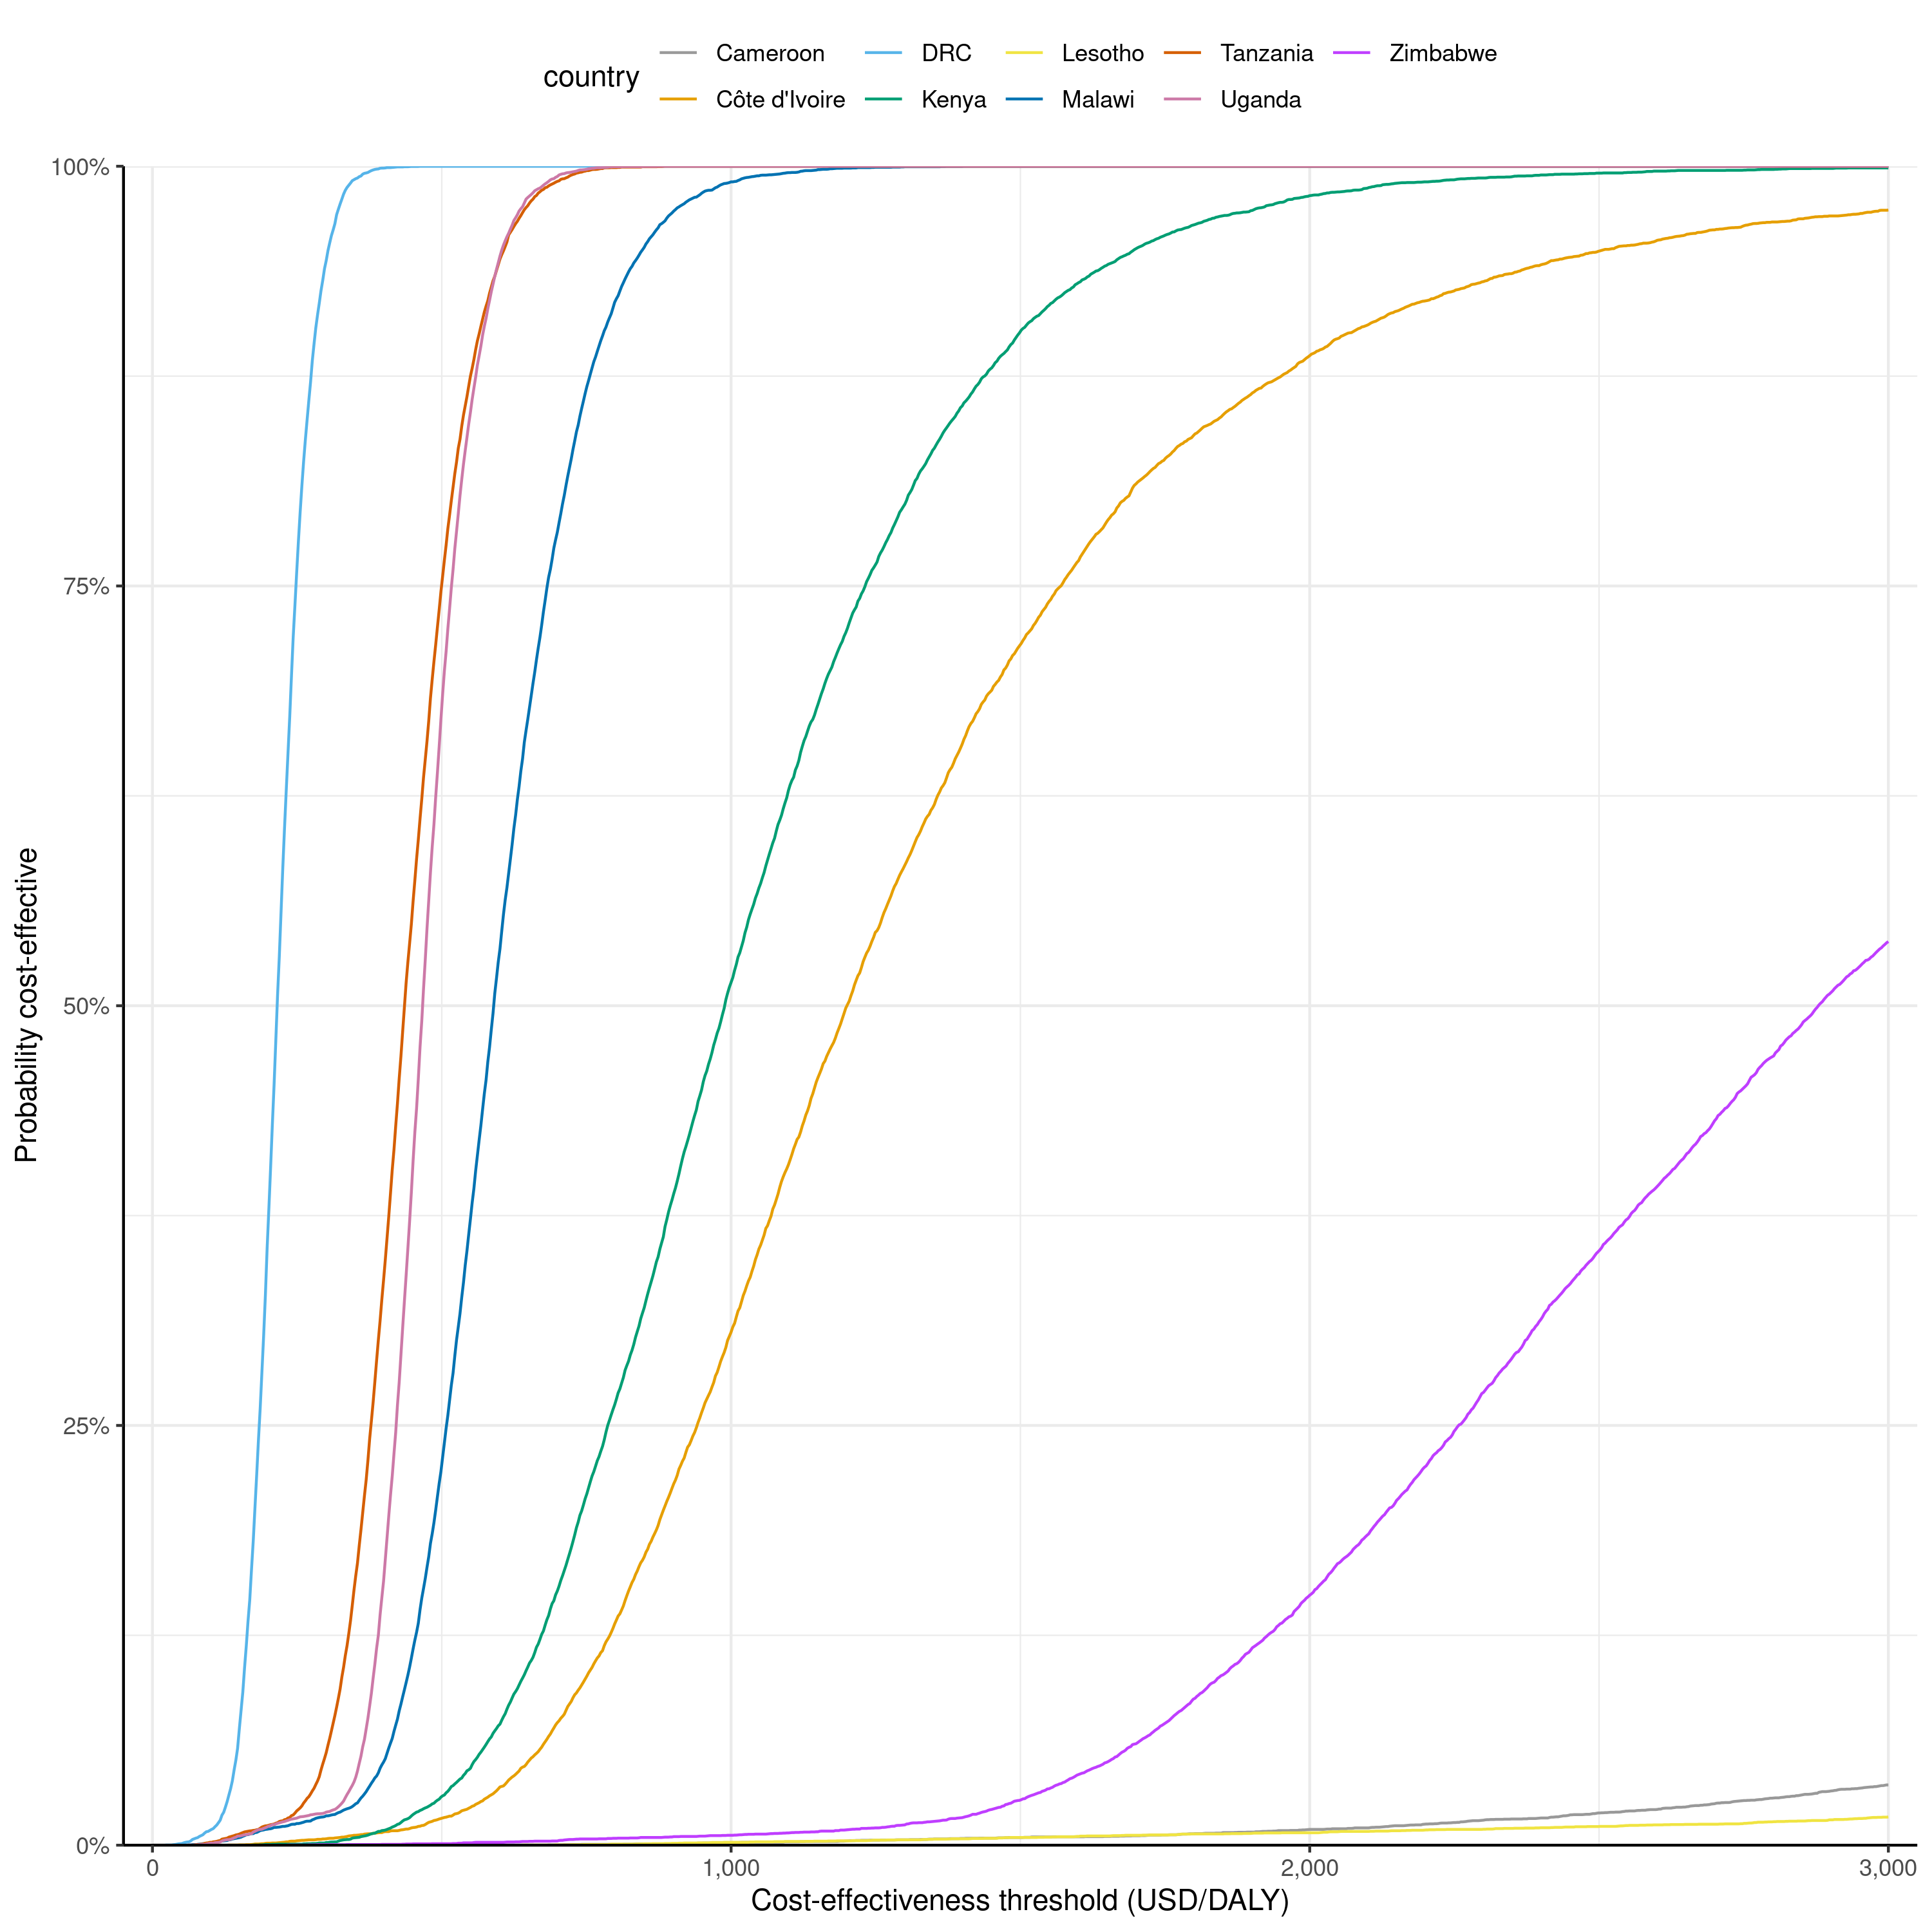 country
Cameroon
DRC
Lesotho
Tanzania
Zimbabwe
Côte d'Ivoire
Kenya
Malawi
Uganda
100%
75%
50%
25%
0%
Probability cost-effective
0
1,000
2,000
3,000
Cost-effectiveness threshold (USD/DALY)